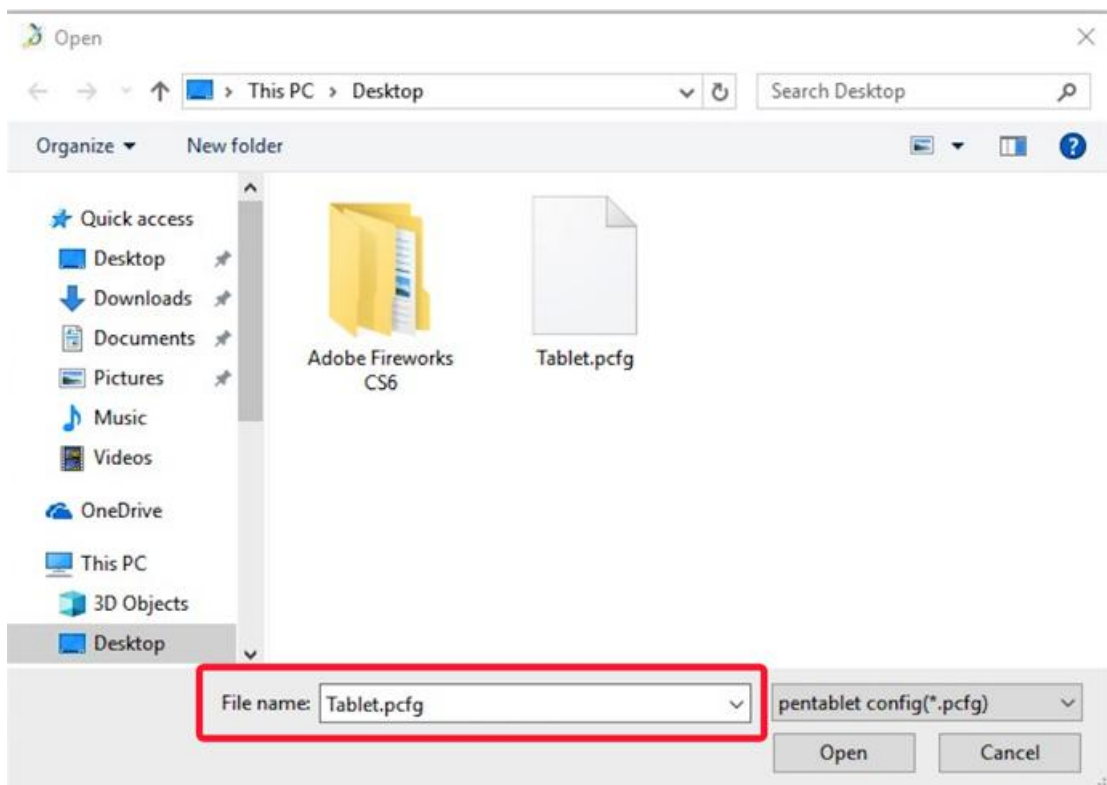 Open
This PC > Desktop
Search Desktop
Organize
New folder
Quick access
Desktop
Downloads
Documents
Pictures
Music
Videos
OneDrive
This PC
3D Objects
Desktop
Adobe Fireworks
CS6
Tablet.pcfg
File name: Tablet.pcfg
pentablet config(*.pcfg)
Open
Cancel